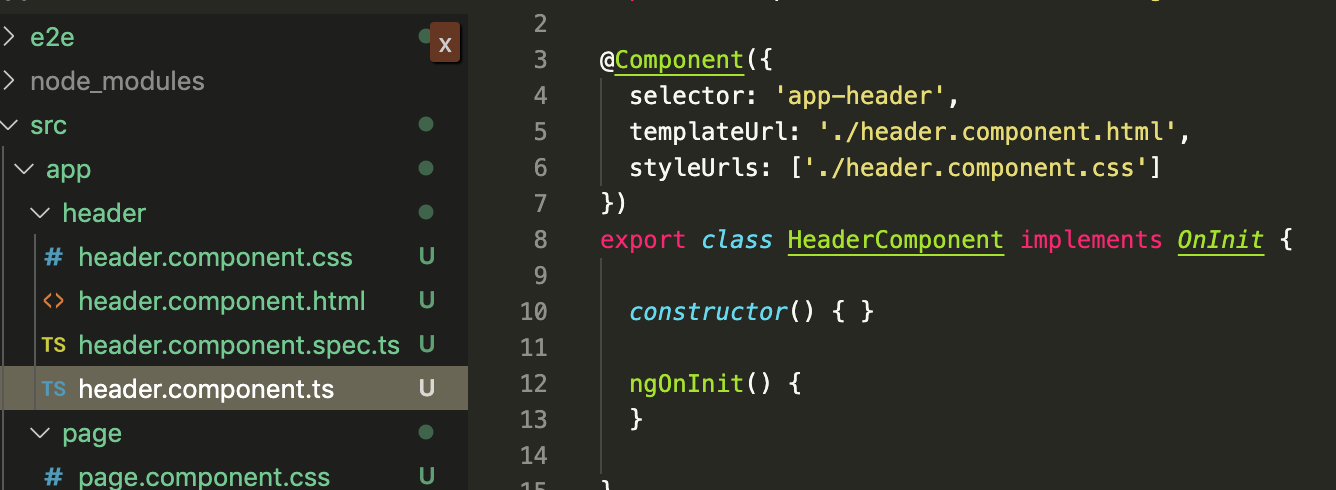 e2e
x
node_modules
src
app
header
# header.component.css U
<> header.component.html U
TS header.component.spec.ts U
TS header.component.ts U
page
# page.component.css U
2
3 @Component({
4 selector: 'app-header',
5 templateUrl: './header.component.html',
6 styleUrls: ['./header.component.css']
7 })
8 export class HeaderComponent implements OnInit {
9
10 constructor() { }
11
12 ngOnInit() {
13 }
14
15 }